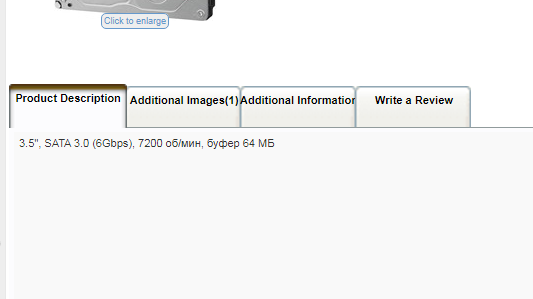 Click to enlarge
Product Description
Additional Images(1)
Additional Information
Write a Review
3.5", SATA 3.0 (6Gbps), 7200 об/мин, буфер 64 МБ